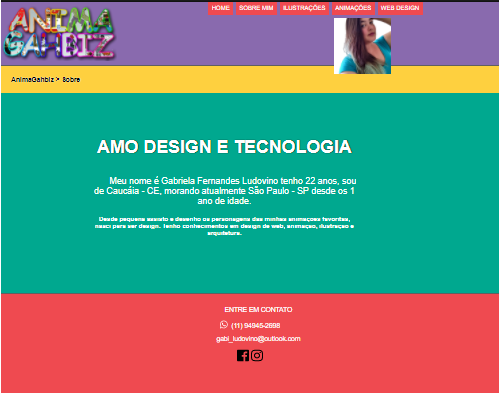 ANIMA
GAHBIZ
HOME SOBRE MIM ILUSTRAÇÕES ANIMAÇÕES WEB DESIGN
AnimaGahbiz > Sobre
AMO DESIGN E TECNOLOGIA
Meu nome é Gabriela Fernandes Ludovino tenho 22 anos, sou
de Caucáia - CE, morando atualmente São Paulo - SP desde os 1
ano de idade.
Desde pequena assisto e desenho os personagens das minhas animações favoritas,
nasci para ser design. Tenho conhecimentos em design de web, animação, ilustração e
arquitetura.
ENTRE EM CONTATO
(11) 94945-2698
gabi_ludovino@outlook.com